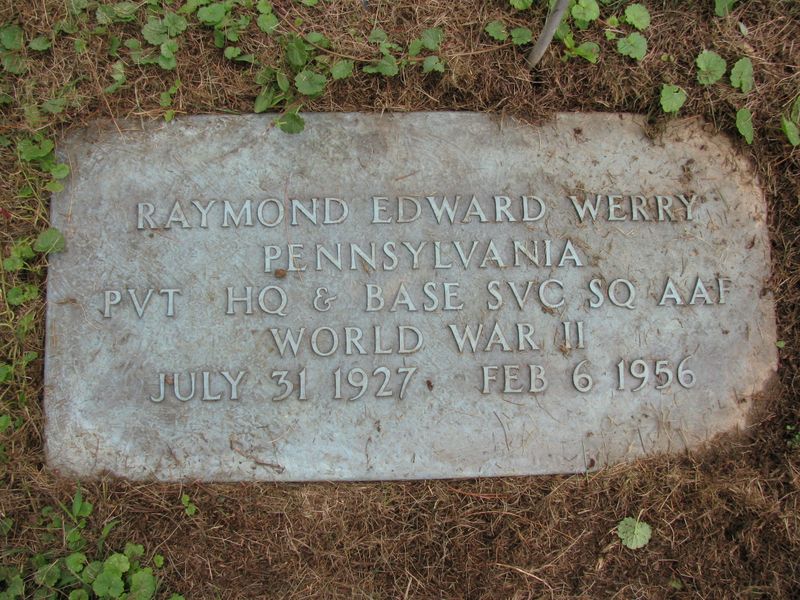 RAYMOND EDWARD WERRY
PENNSYLVANIA
PVT HQ & BASE SVC SQ AAF
WORLD WAR II
JULY 31 1927 FEB 6 1956